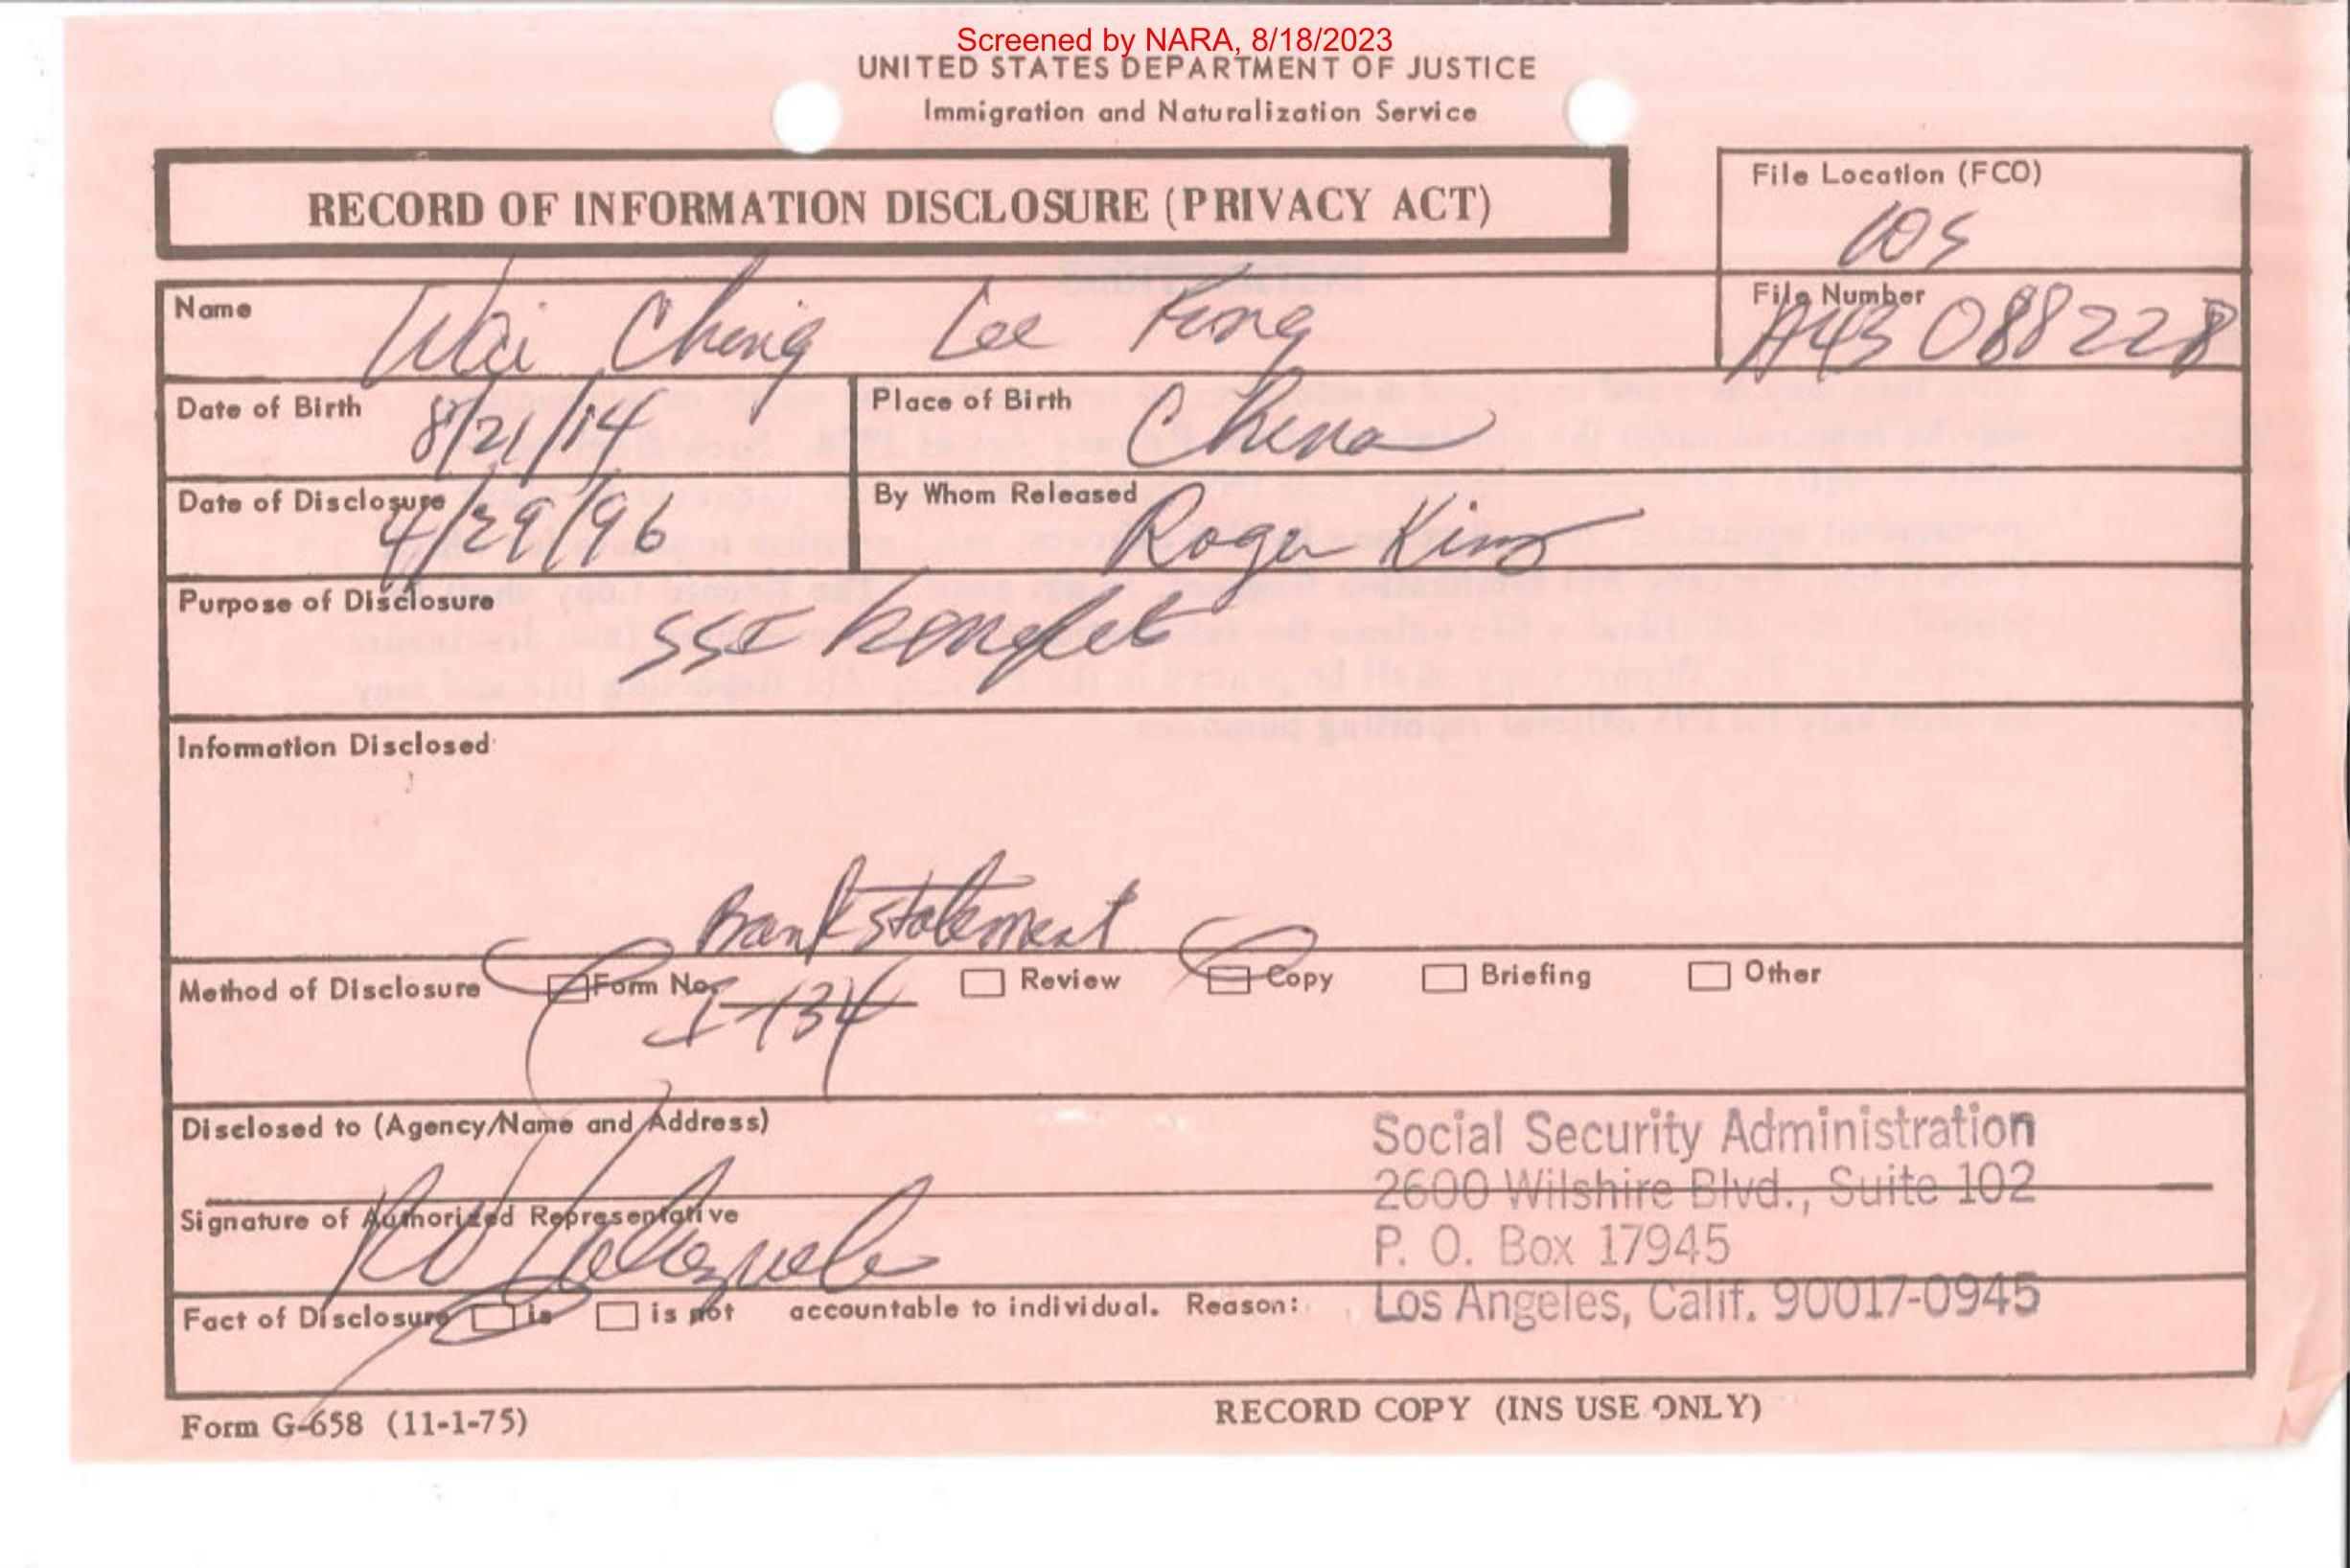 Screened by NARA, 8/18/2023
UNITED STATES DEPARTMENT OF JUSTICE
Immigration and Naturalization Service
RECORD OF INFORMATION DISCLOSURE (PRIVACY ACT)
File Location (FCO)
LOS
Name
Wai Ching Lee Fong
File Number
A43 088228
Date of Birth
8/21/14
Place of Birth
China
Date of Disclosure
4/29/96
By Whom Released
Roger Kim
Purpose of Disclosure
SSI benefit
Information Disclosed
Bank statement
Method of Disclosure Form No. Review Copy Briefing Other
I-134
Disclosed to (Agency/Name and Address)
Social Security Administration
2600 Wilshire Blvd., Suite 102
Signature of Authorized Representative
P. O. Box 17945
Los Angeles, Calif. 90017-0945
Fact of Disclosure is is not accountable to individual. Reason:
Form G-658 (11-1-75)
RECORD COPY (INS USE ONLY)